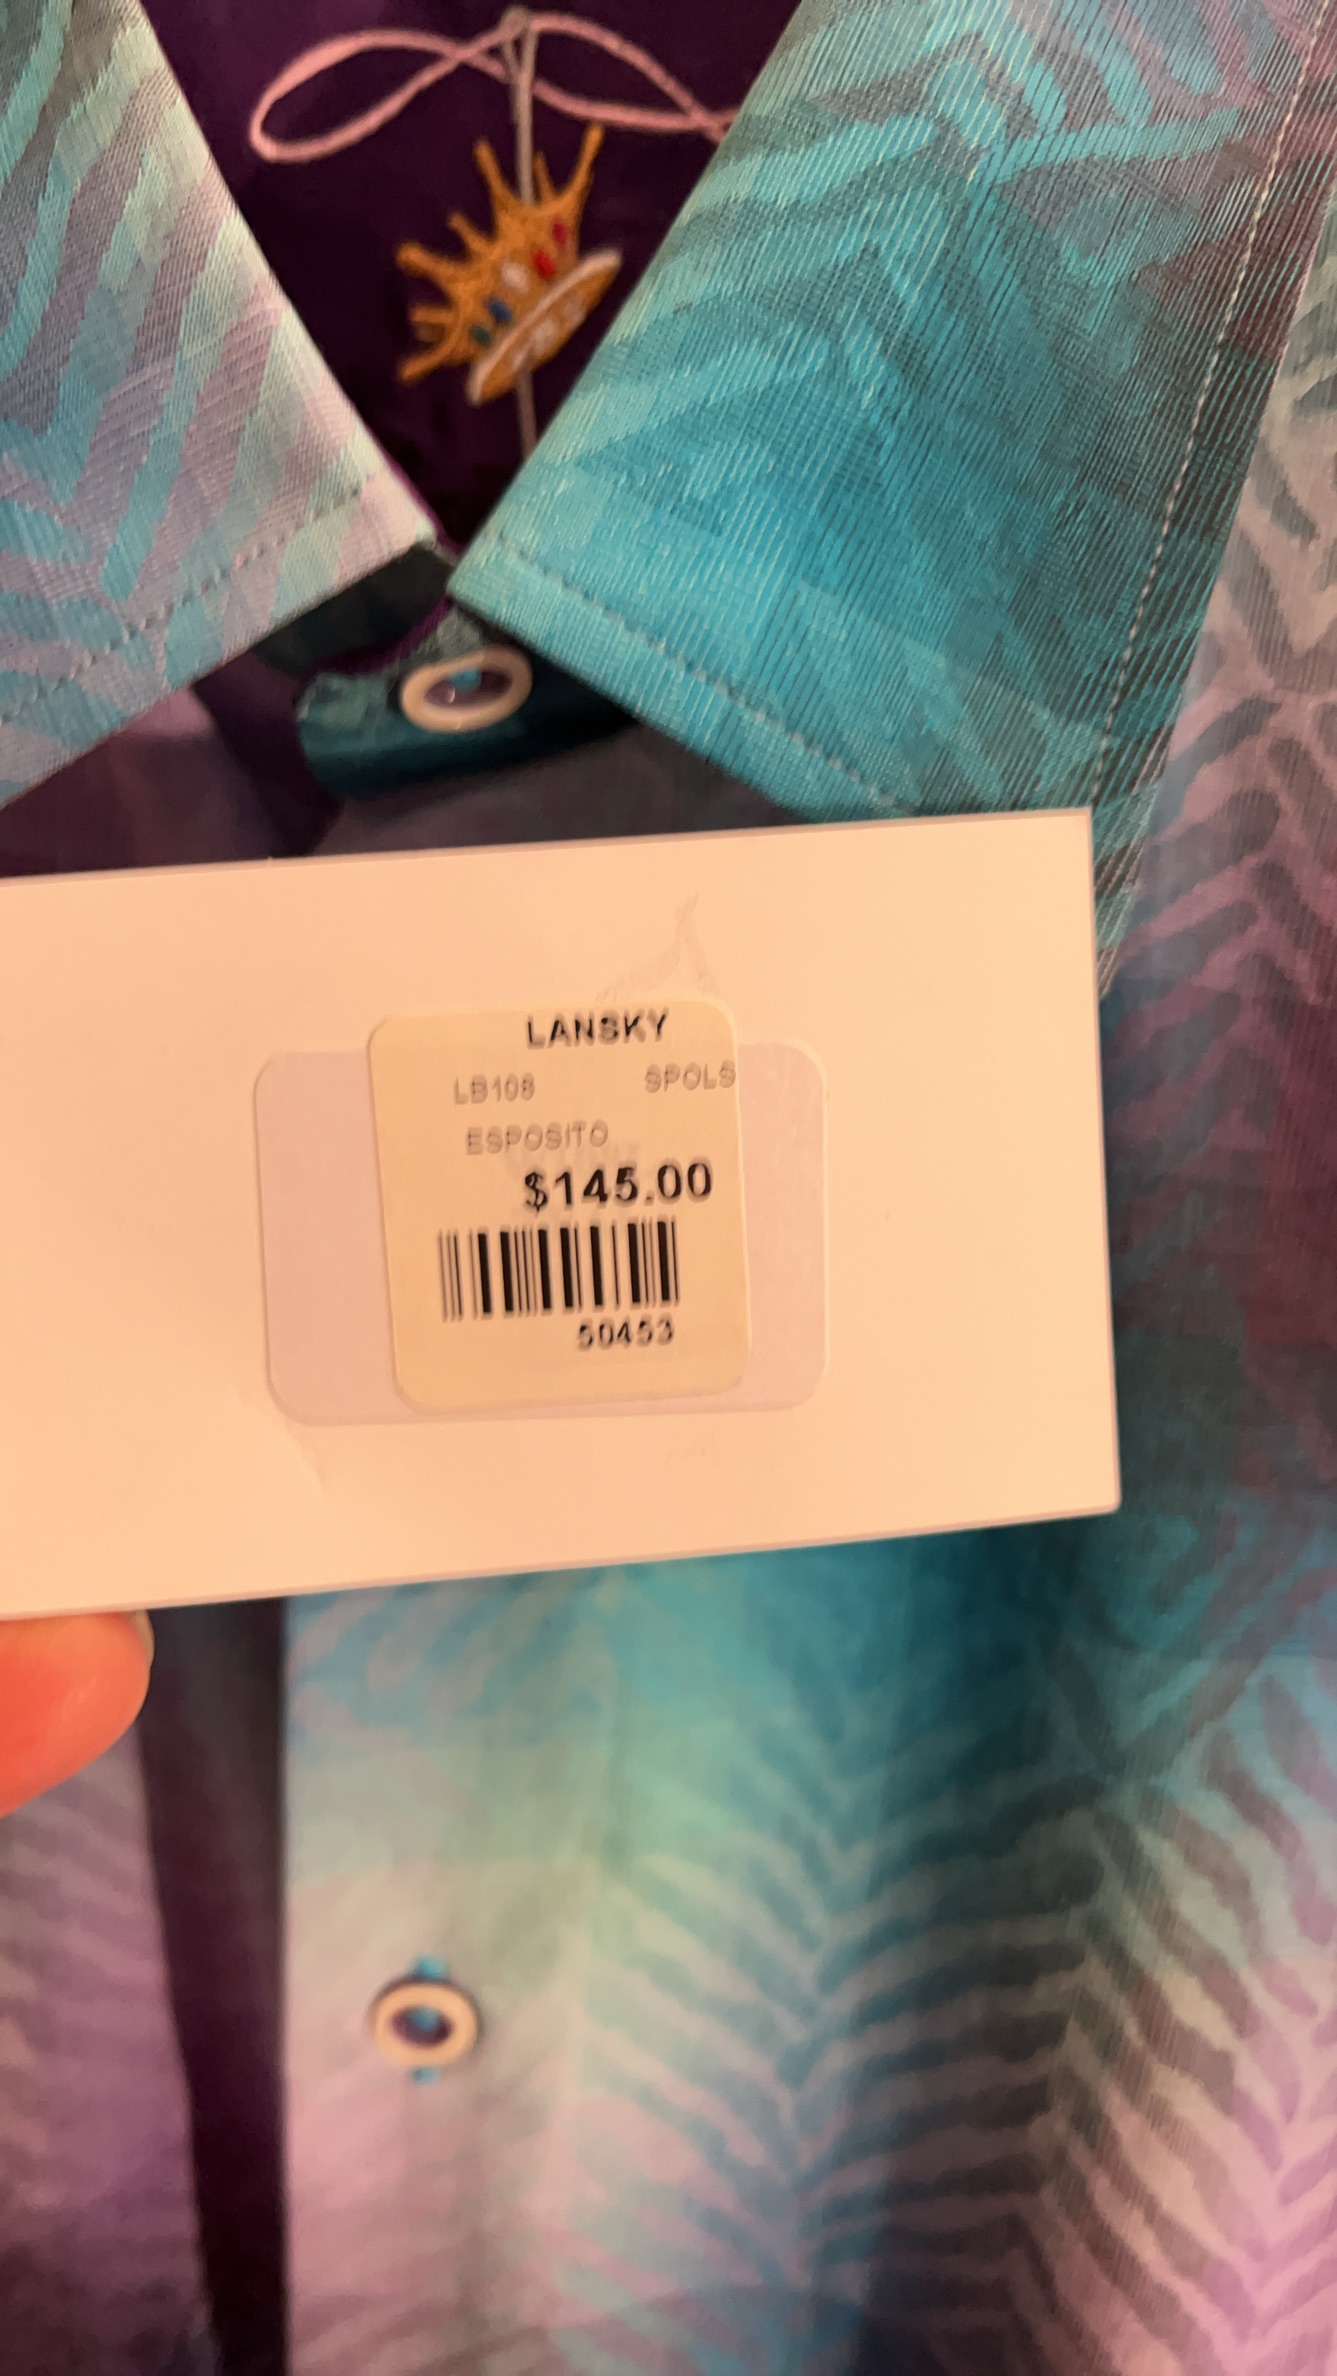 LANSKY
LB108 SPOLS
ESPOSITO
$145.00
50453